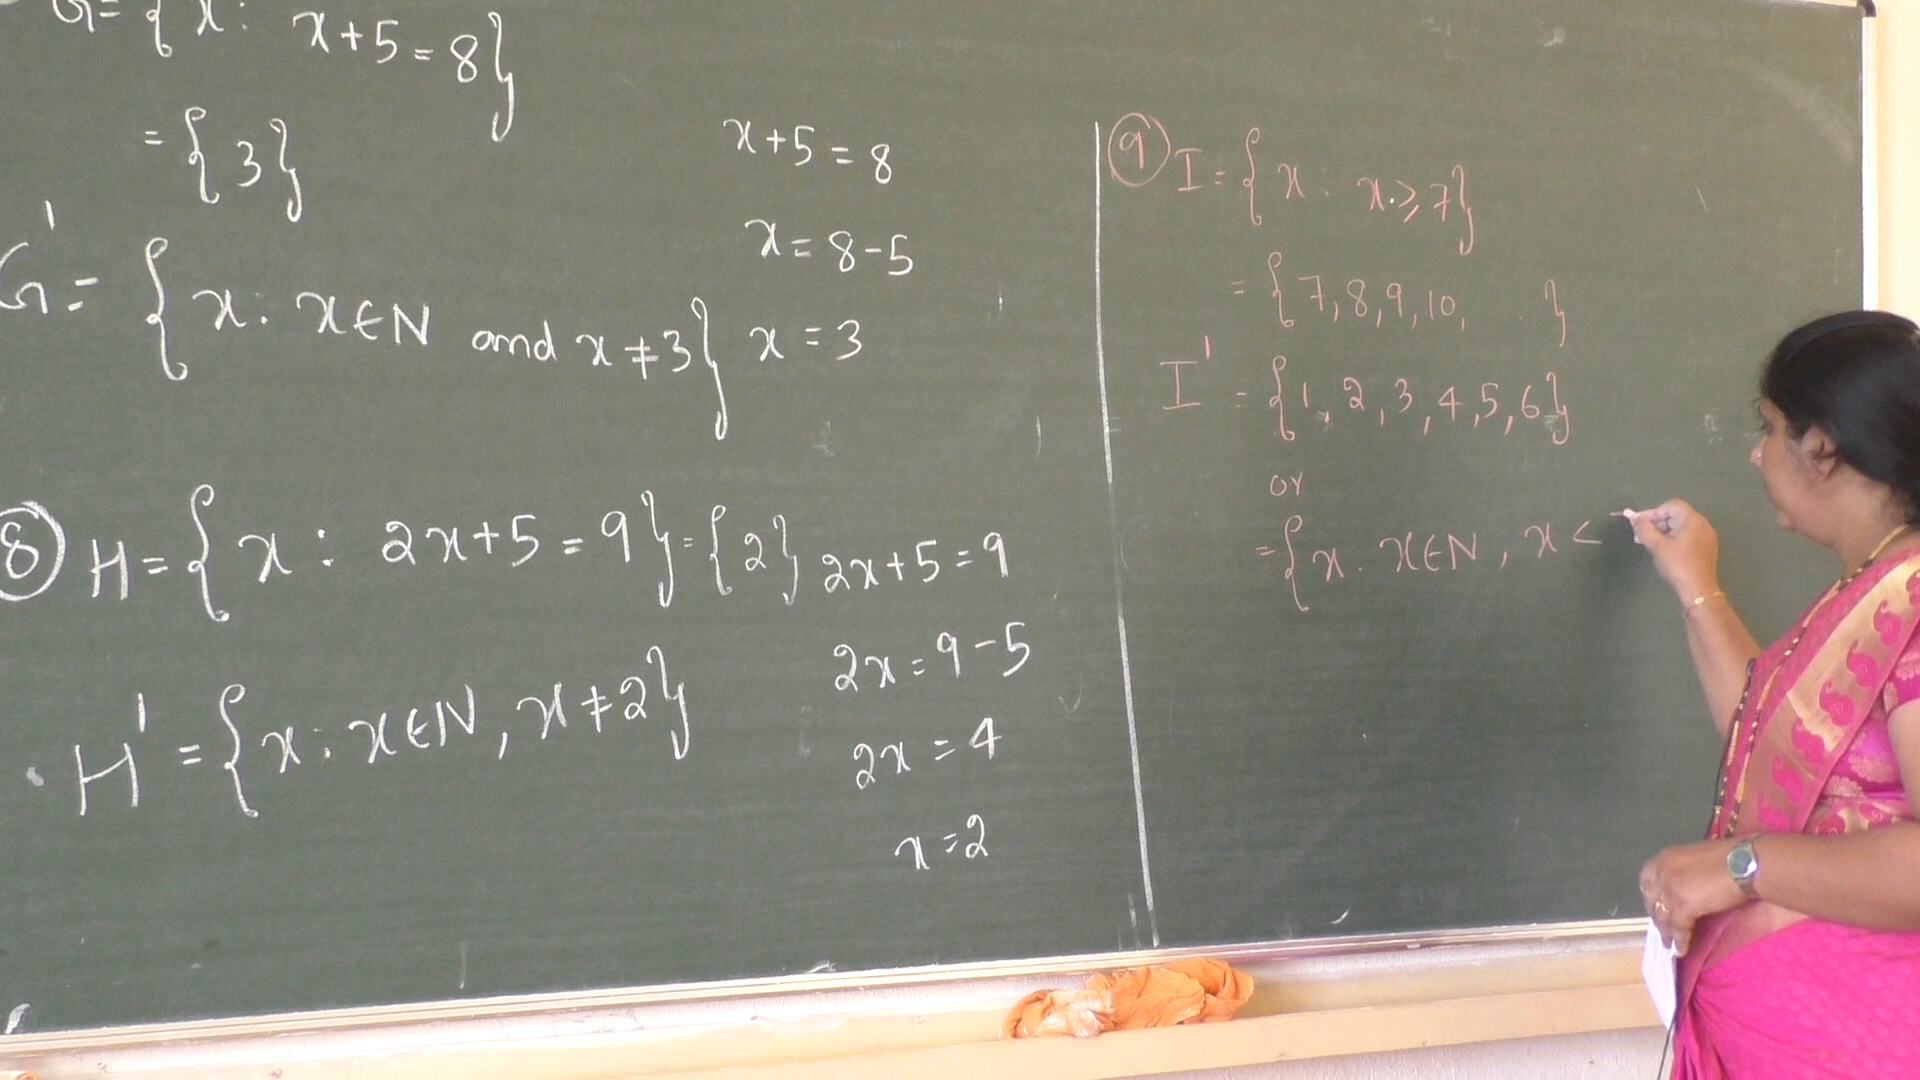 G = { x : x+5 = 8}
= { 3 }
G' = { x : x ∈ N and x ≠ 3 }
x+5 = 8
x = 8-5
x = 3
⑧ H = { x : 2x+5 = 9 } = { 2 }
H' = { x : x ∈ N , x ≠ 2 }
2x+5 = 9
2x = 9-5
2x = 4
x = 2
⑨ I = { x : x ≥ 7 }
= { 7, 8, 9, 10, . . }
I' = { 1, 2, 3, 4, 5, 6 }
or
= { x : x ∈ N , x <